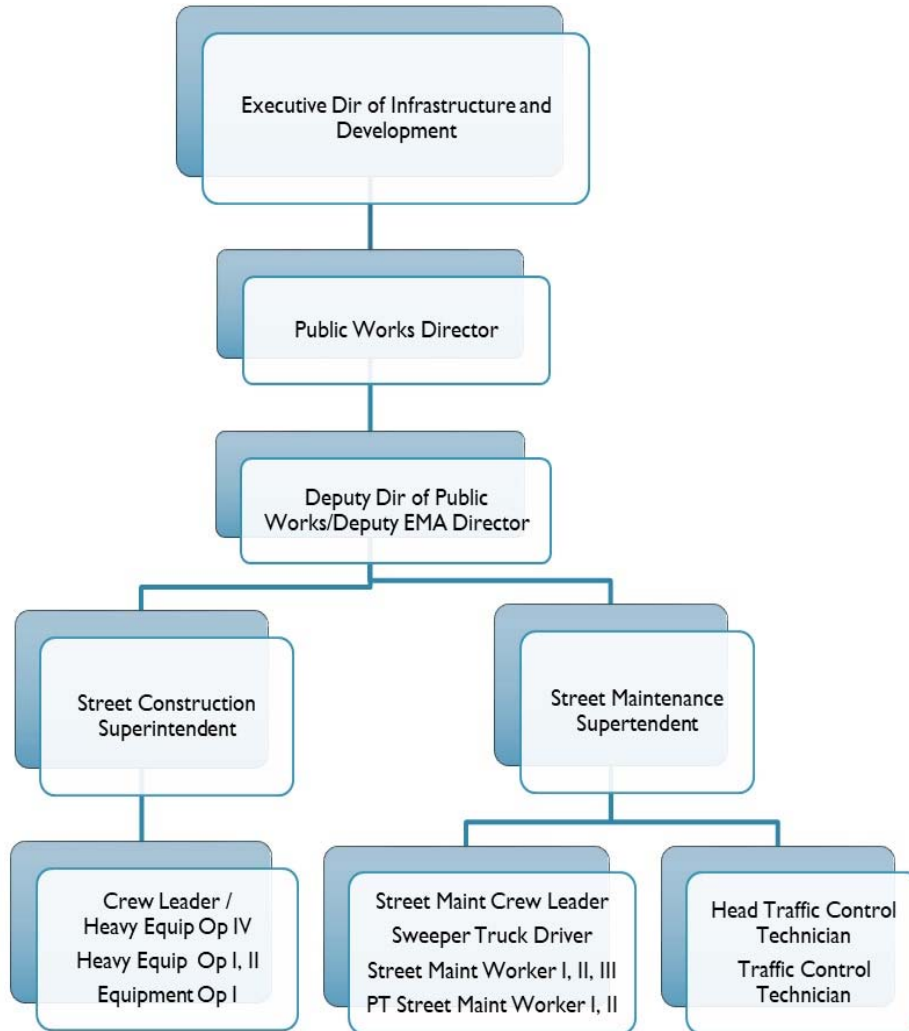 Executive Dir of Infrastructure and
Development
Public Works Director
Deputy Dir of Public
Works/Deputy EMA Director
Street Construction
Superintendent
Street Maintenance
Supertendent
Crew Leader /
Heavy Equip Op IV
Heavy Equip Op I, II
Equipment Op I
Street Maint Crew Leader
Sweeper Truck Driver
Street Maint Worker I, II, III
PT Street Maint Worker I, II
Head Traffic Control
Technician
Traffic Control
Technician